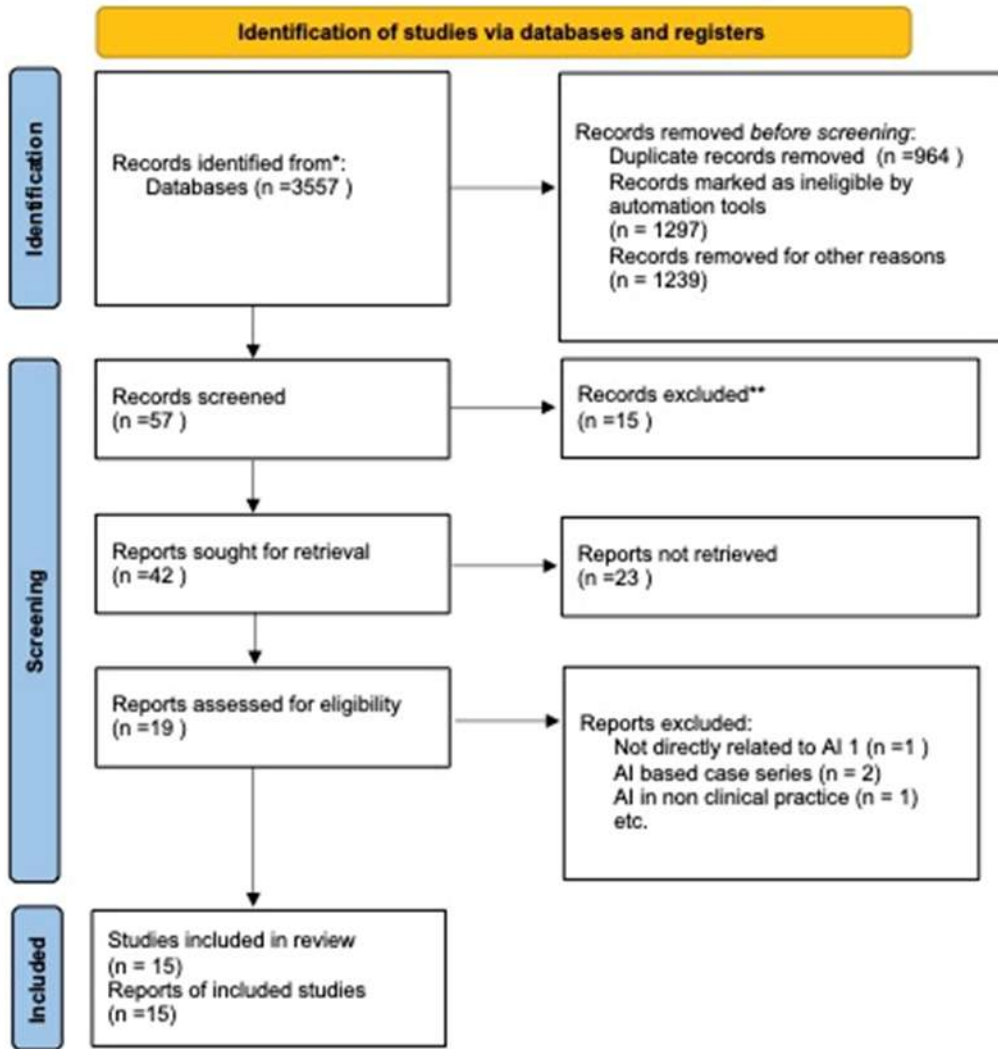 Identification of studies via databases and registers
Identification
Records identified from*:
Databases (n =3557 )
Records removed before screening:
Duplicate records removed (n =964 )
Records marked as ineligible by
automation tools
(n = 1297)
Records removed for other reasons
(n = 1239)
Screening
Records screened
(n =57 )
Records excluded**
(n =15 )
Reports sought for retrieval
(n =42 )
Reports not retrieved
(n =23 )
Reports assessed for eligibility
(n =19 )
Reports excluded:
Not directly related to AI 1 (n =1 )
AI based case series (n = 2)
AI in non clinical practice (n = 1)
etc.
Included
Studies included in review
(n = 15)
Reports of included studies
(n =15)